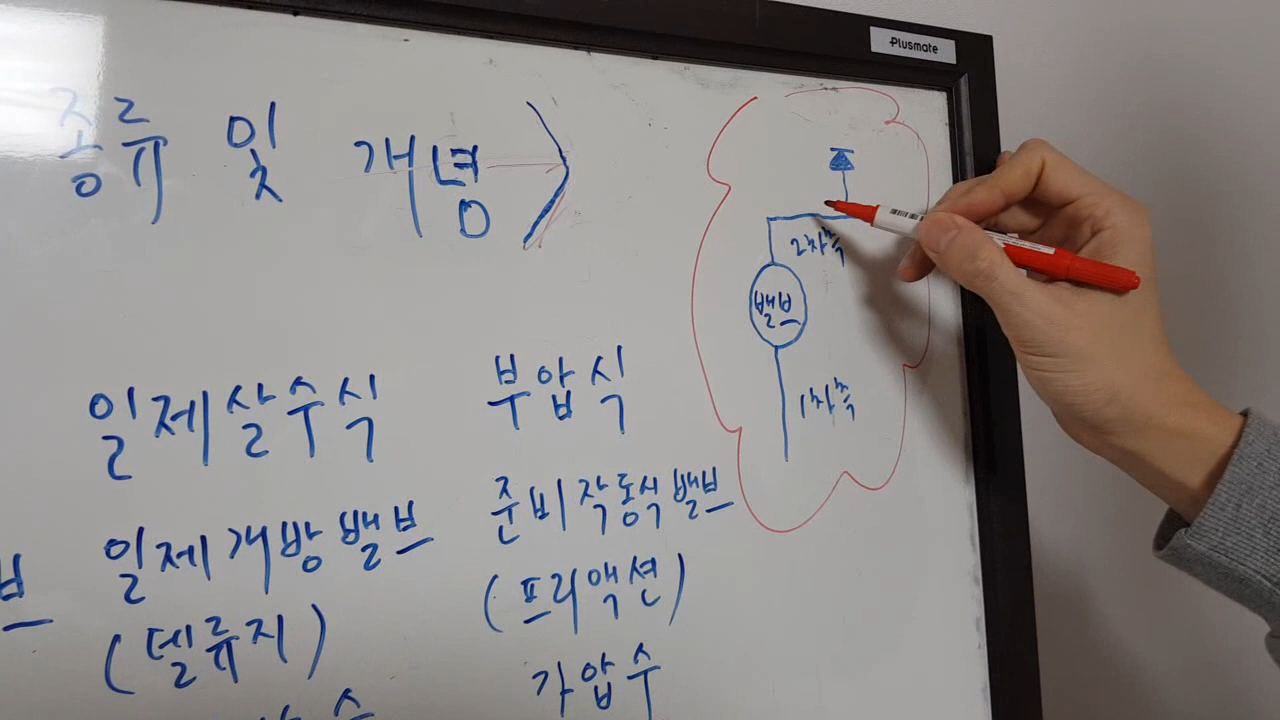 Plusmate
종류 및 개념〉
2차측
밸브
1차측
일제살수식
부압식
일제개방밸브
준비작동식밸브
(델류지)
(프리액션)
가압수